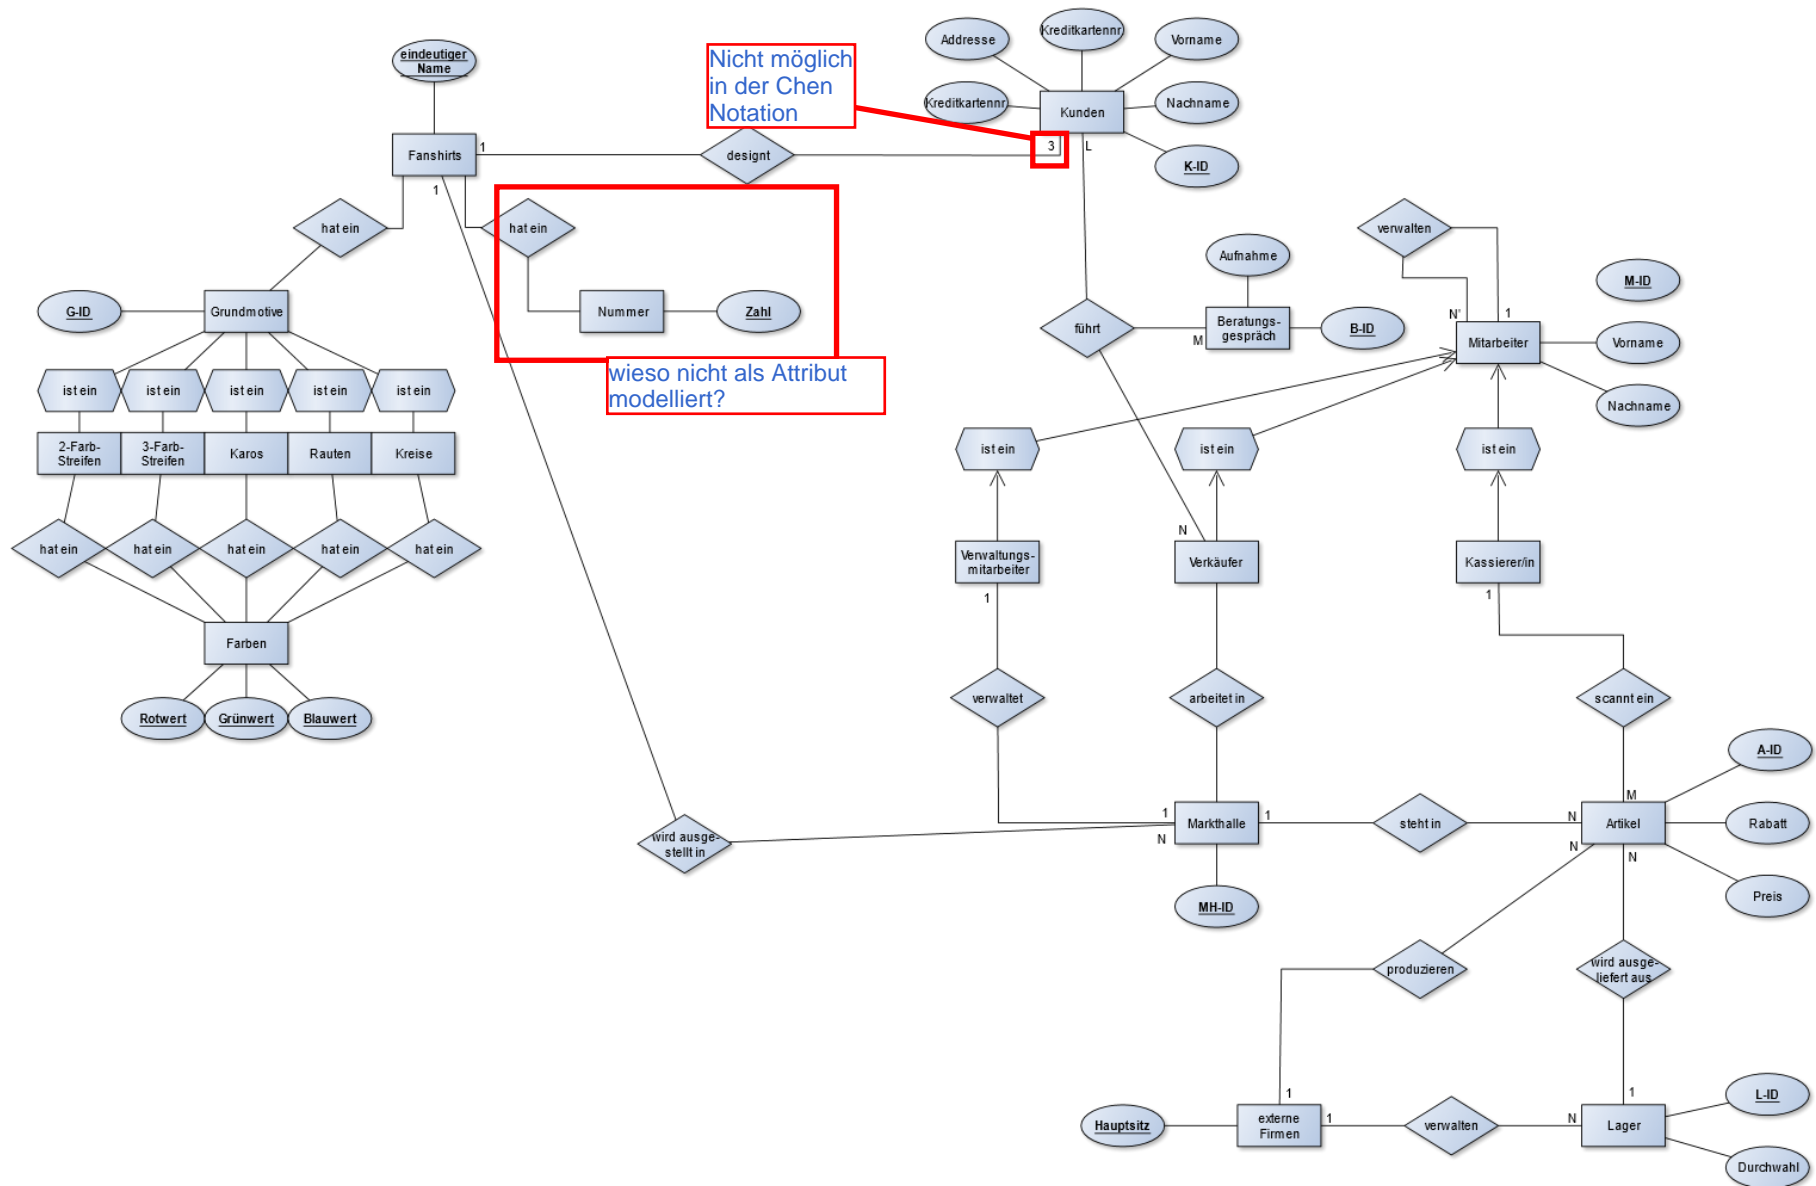 eindeutiger
Name
Nicht möglich
in der Chen
Notation
Addresse
Kreditkartennr
Vorname
Kreditkartennr
Kunden
Nachname
K-ID
Fanshirts
1
designt
3
L
1
hat ein
hat ein
verwalten
Aufnahme
M-ID
G-ID
Grundmotive
Nummer
Zahl
führt
M
Beratungs-
gespräch
B-ID
N'
1
Mitarbeiter
Vorname
Nachname
wieso nicht als Attribut
modelliert?
ist ein
ist ein
ist ein
ist ein
ist ein
2-Farb-
Streifen
3-Farb-
Streifen
Karos
Rauten
Kreise
ist ein
ist ein
ist ein
hat ein
hat ein
hat ein
hat ein
hat ein
N
Verwaltungs-
mitarbeiter
Verkäufer
Kassierer/in
1
1
Farben
Rotwert
Grünwert
Blauwert
verwaltet
arbeitet in
scannt ein
A-ID
M
wird ausge-
stellt in
1
N
Markthalle
1
steht in
N
Artikel
N
N
Rabatt
Preis
MH-ID
produzieren
wird ausge-
liefert aus
1
1
Hauptsitz
externe
Firmen
1
verwalten
N
Lager
L-ID
Durchwahl